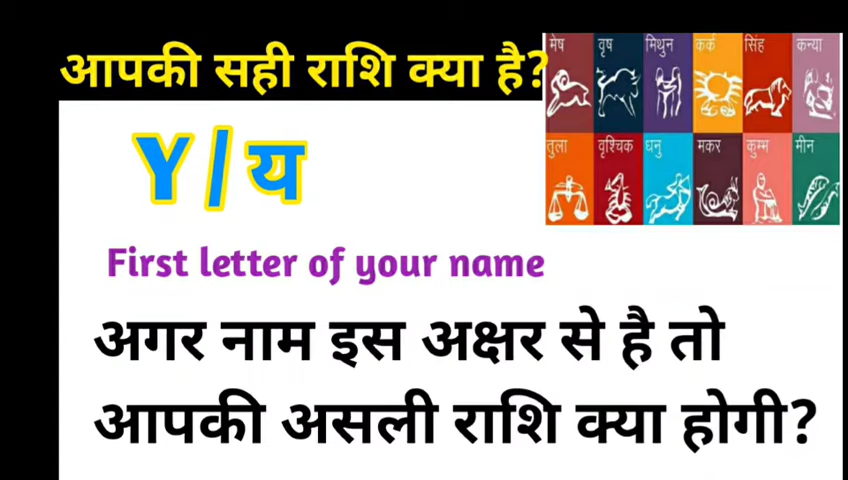 आपकी सही राशि क्या है?
मेष वृष मिथुन कर्क सिंह कन्या
तुला वृश्चिक धनु मकर कुम्भ मीन
Y/य
First letter of your name
अगर नाम इस अक्षर से है तो
आपकी असली राशि क्या होगी?